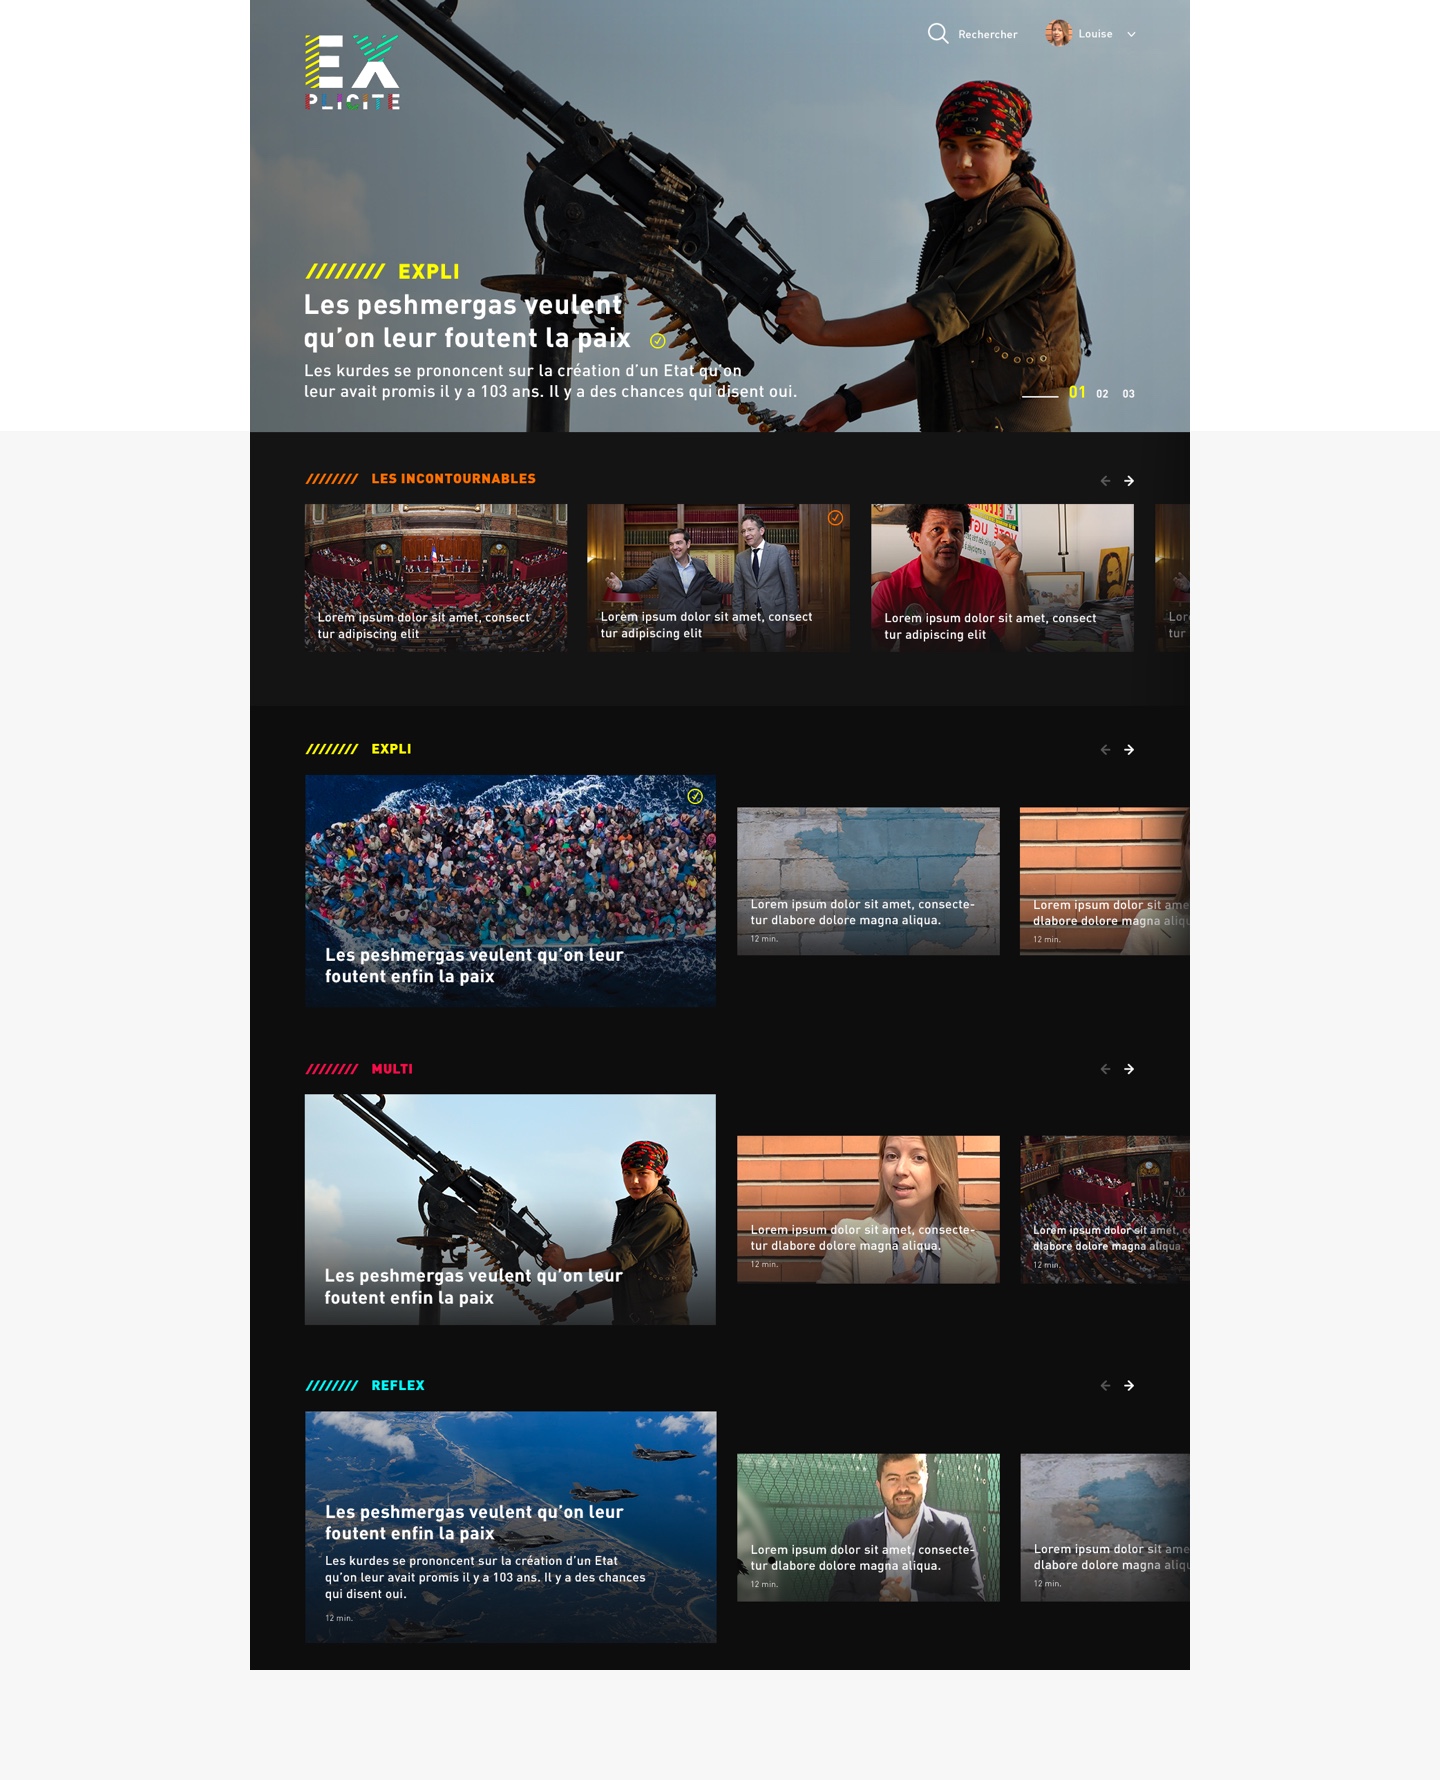 EX
PLICITE
Rechercher
Louise
EXPLI
Les peshmergas veulent
qu’on leur foutent la paix
Les kurdes se prononcent sur la création d’un Etat qu’on
leur avait promis il y a 103 ans. Il y a des chances qui disent oui.
01 02 03
LES INCONTOURNABLES
Lorem ipsum dolor sit amet, consect
tur adipiscing elit
Lorem ipsum dolor sit amet, consect
tur adipiscing elit
Lorem ipsum dolor sit amet, consect
tur adipiscing elit
tur
EXPLI
Les peshmergas veulent qu’on leur
foutent enfin la paix
Lorem ipsum dolor sit amet, consecte-
tur dlabore dolore magna aliqua.
12 min.
Lorem ipsum dolor sit ame
dlabore dolore magna aliqu
12 min.
MULTI
Les peshmergas veulent qu’on leur
foutent enfin la paix
Lorem ipsum dolor sit amet, consecte-
tur dlabore dolore magna aliqua.
12 min.
Lorem ipsum dolor sit amet, c
dlabore dolore magna aliqua.
12 min.
REFLEX
Les peshmergas veulent qu’on leur
foutent enfin la paix
Les kurdes se prononcent sur la création d’un Etat
qu’on leur avait promis il y a 103 ans. Il y a des chances
qui disent oui.
12 min.
Lorem ipsum dolor sit amet, consecte-
tur dlabore dolore magna aliqua.
12 min.
Lorem ipsum dolor sit ame
dlabore dolore magna aliqu
12 min.